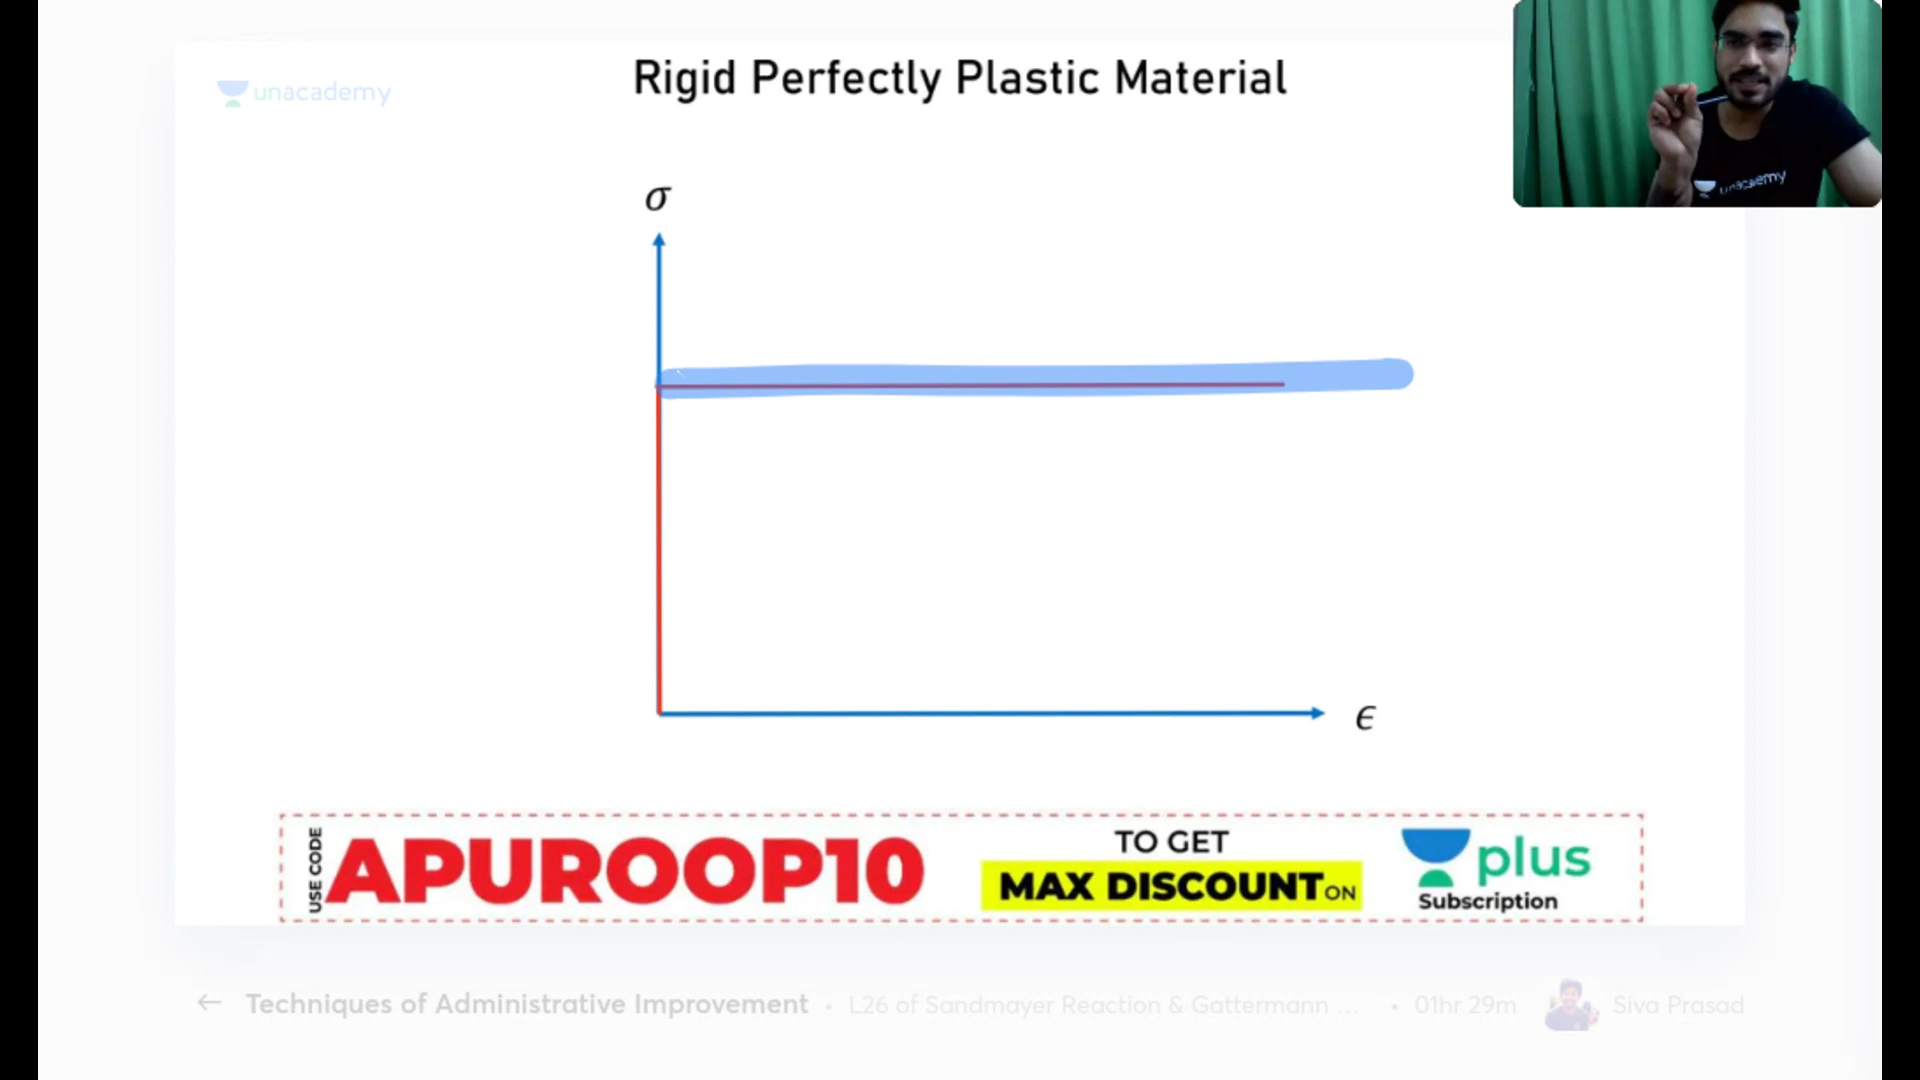 unacademy
Rigid Perfectly Plastic Material
unacademy
σ
ϵ
USE CODE
APUROOP10
TO GET
MAX DISCOUNT ON
plus
Subscription
← Techniques of Administrative Improvement • L26 of Sandmayer Reaction & Gattermann ... • 01hr 29m Siva Prasad